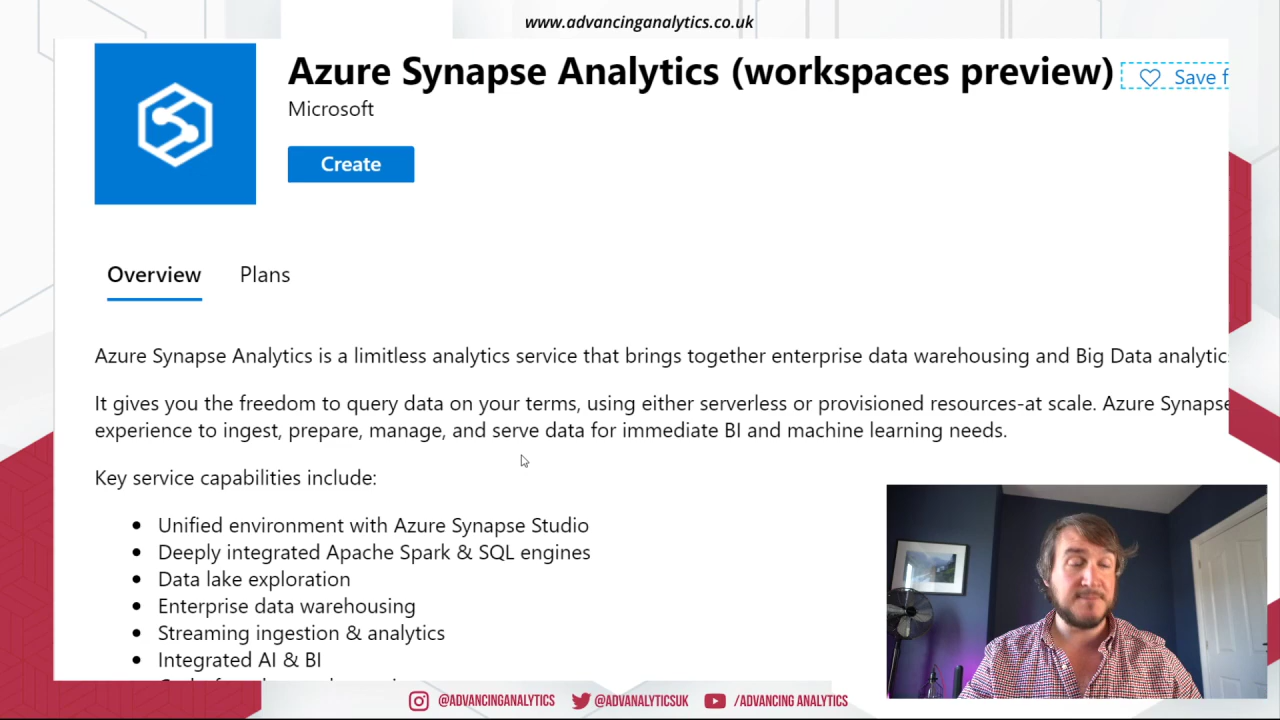 www.advancinganalytics.co.uk
Azure Synapse Analytics (workspaces preview)
Save f
Microsoft
Create
Overview Plans
Azure Synapse Analytics is a limitless analytics service that brings together enterprise data warehousing and Big Data analytic
It gives you the freedom to query data on your terms, using either serverless or provisioned resources-at scale. Azure Synapse
experience to ingest, prepare, manage, and serve data for immediate BI and machine learning needs.
Key service capabilities include:
• Unified environment with Azure Synapse Studio
• Deeply integrated Apache Spark & SQL engines
• Data lake exploration
• Enterprise data warehousing
• Streaming ingestion & analytics
• Integrated AI & BI
@ADVANCINGANALYTICS @ADVANALYTICSUK /ADVANCING ANALYTICS